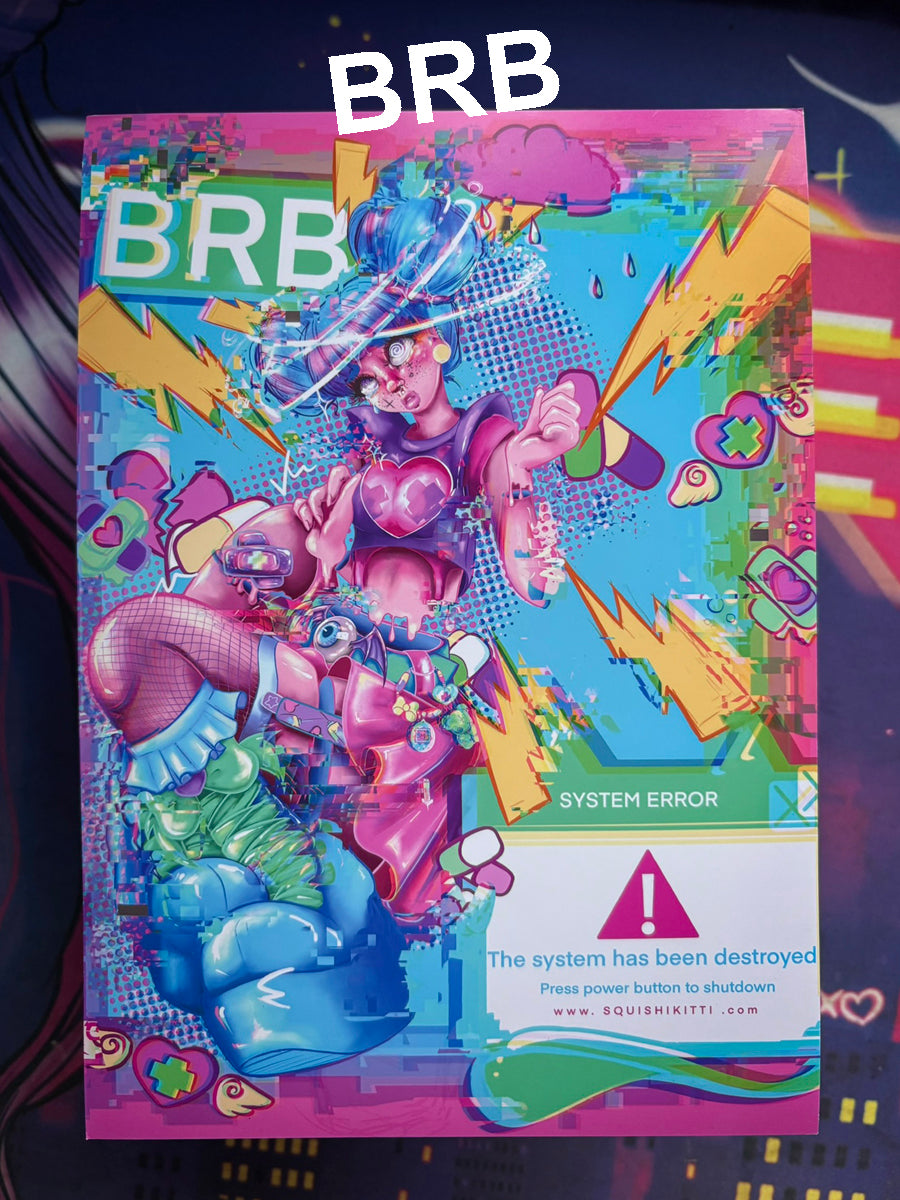 BRB
BRB
SYSTEM ERROR
!
The system has been destroyed
Press power button to shutdown
www. SQUISHIKITTI .com